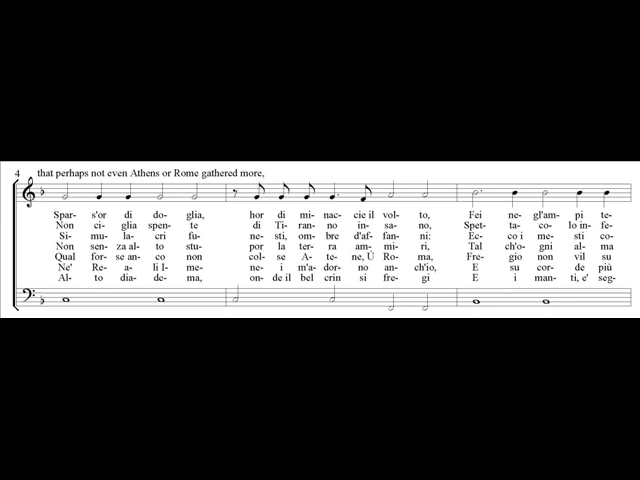 4 that perhaps not even Athens or Rome gathered more,
Spar- s'or di do- glia, hor di mi- nac- cie il vol- to, Fei ne- gl'am- pi te-
Non ci- glia spen- te di Ti- ran- no in- sa- no, Spet- ta- co- lo in- fe-
Si- mu- la- cri fu- ne- sti, om- bre d'af- fan- ni: Ec- co i me- sti co-
Non sen- za al- to stu- por la ter- ra am- mi- ri, Tal ch'o- gni al- ma
Qual for- se an- co non col- se A- te- ne, Ú Ro- ma, Fre- gio non vil su
Ne' Re- a- li I- me- ne- i m'a- dor- no an- ch'io, E su cor- de più
Al- to dia- de- ma, on- de il bel crin si fre- gi E i man- ti, e' seg-